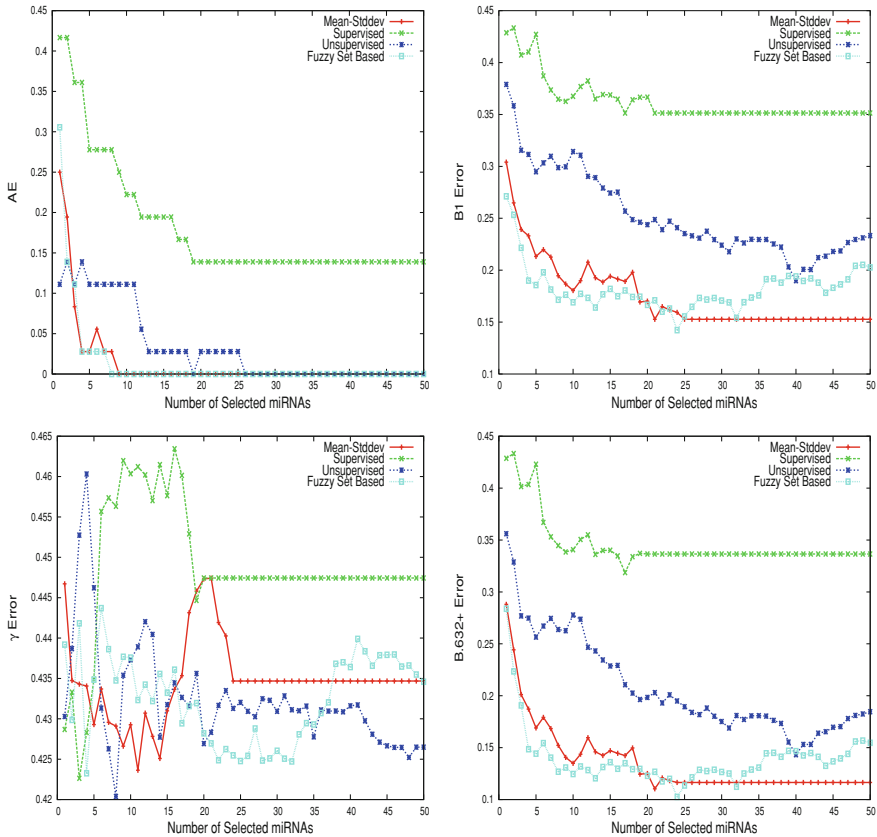 Mean-Stddev
Supervised
Unsupervised
Fuzzy Set Based
0.45
0.4
0.35
0.3
0.25
0.2
0.15
0.1
0.05
0
AE
0 5 10 15 20 25 30 35 40 45 50
Number of Selected miRNAs
Mean-Stddev
Supervised
Unsupervised
Fuzzy Set Based
0.45
0.4
0.35
0.3
0.25
0.2
0.15
0.1
B1 Error
0 5 10 15 20 25 30 35 40 45 50
Number of Selected miRNAs
Mean-Stddev
Supervised
Unsupervised
Fuzzy Set Based
0.465
0.46
0.455
0.45
0.445
0.44
0.435
0.43
0.425
0.42
γ Error
0 5 10 15 20 25 30 35 40 45 50
Number of Selected miRNAs
Mean-Stddev
Supervised
Unsupervised
Fuzzy Set Based
0.45
0.4
0.35
0.3
0.25
0.2
0.15
0.1
B.632+ Error
0 5 10 15 20 25 30 35 40 45 50
Number of Selected miRNAs